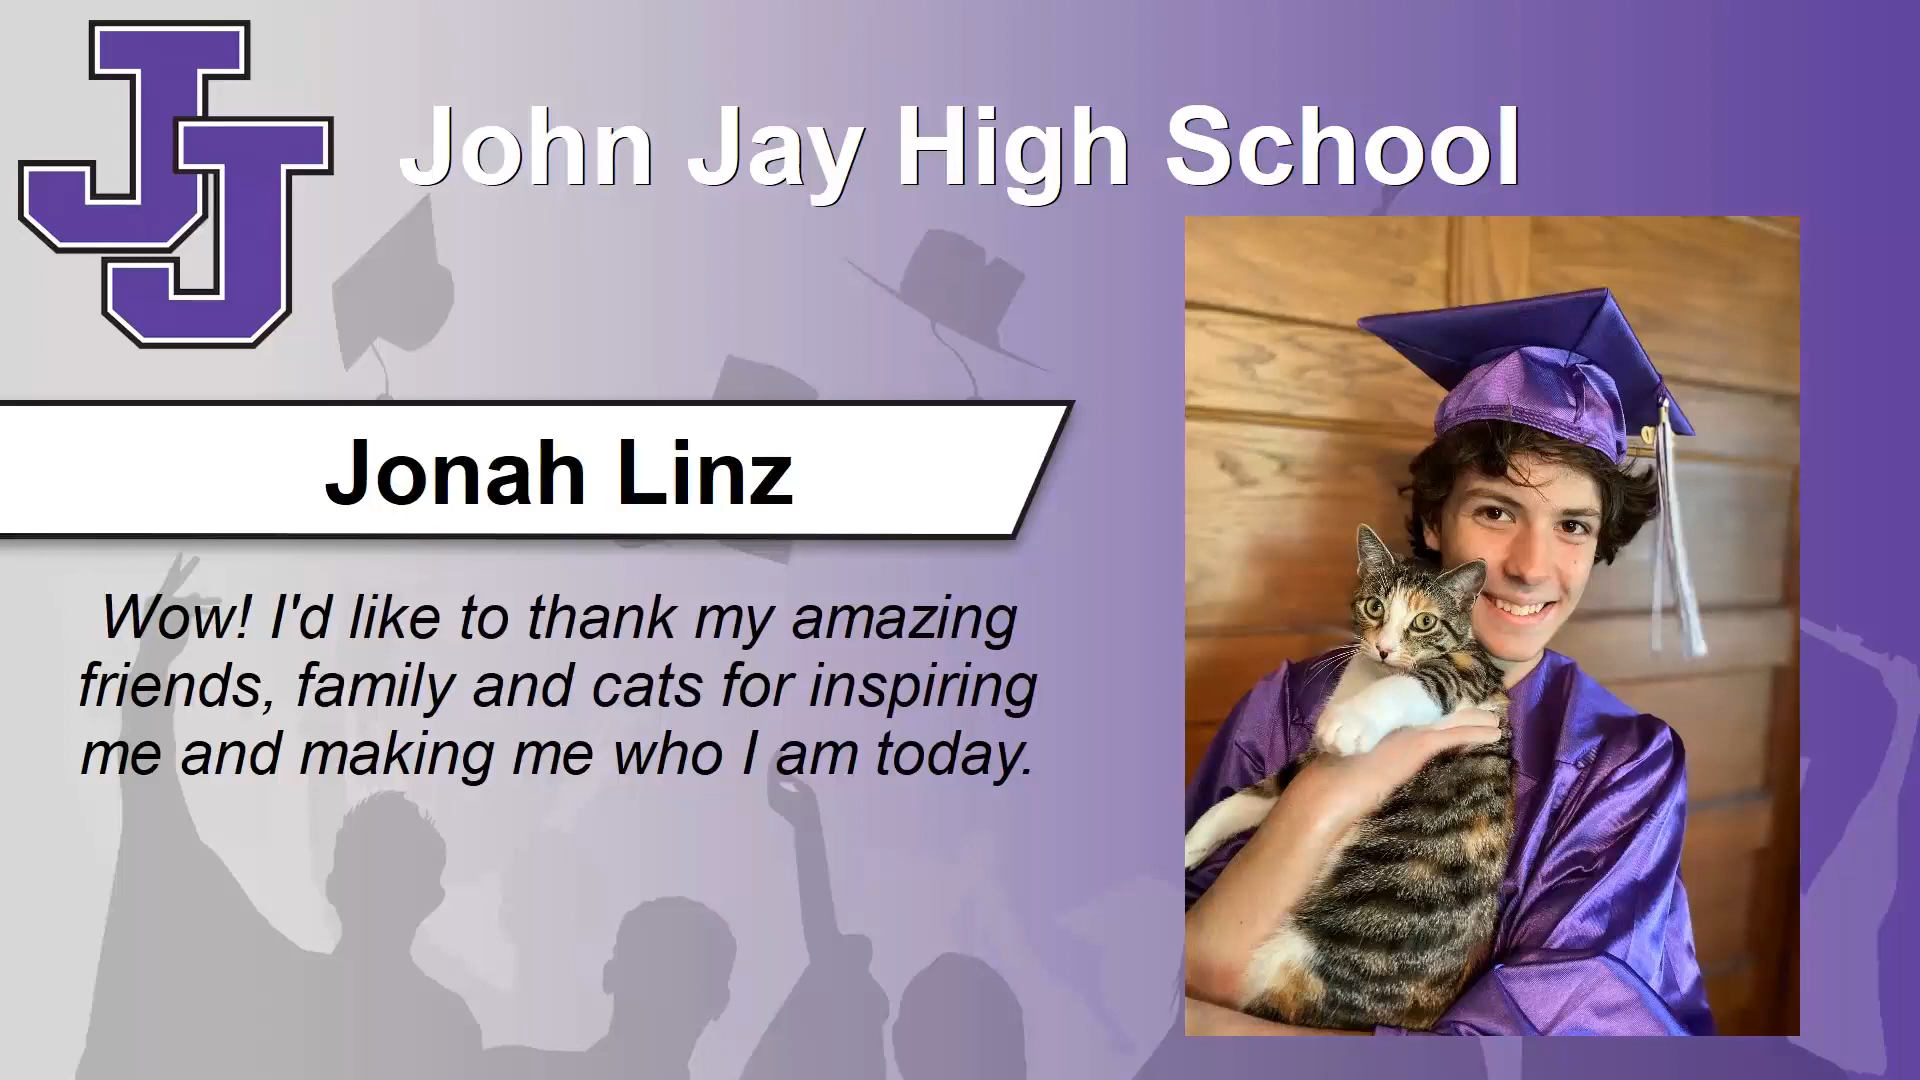 JJ
John Jay High School
Jonah Linz
Wow! I'd like to thank my amazing
friends, family and cats for inspiring
me and making me who I am today.